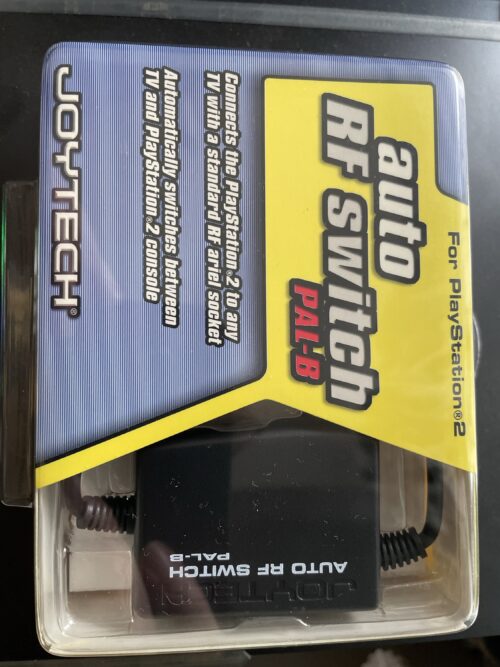 For PlayStation®2
auto
RF switch
PAL-B
Connects the PlayStation®2 to any
TV with a standard RF ariel socket
Automatically switches between
TV and PlayStation®2 console
JOYTECH®
JOYTECH
AUTO RF SWITCH
PAL-B